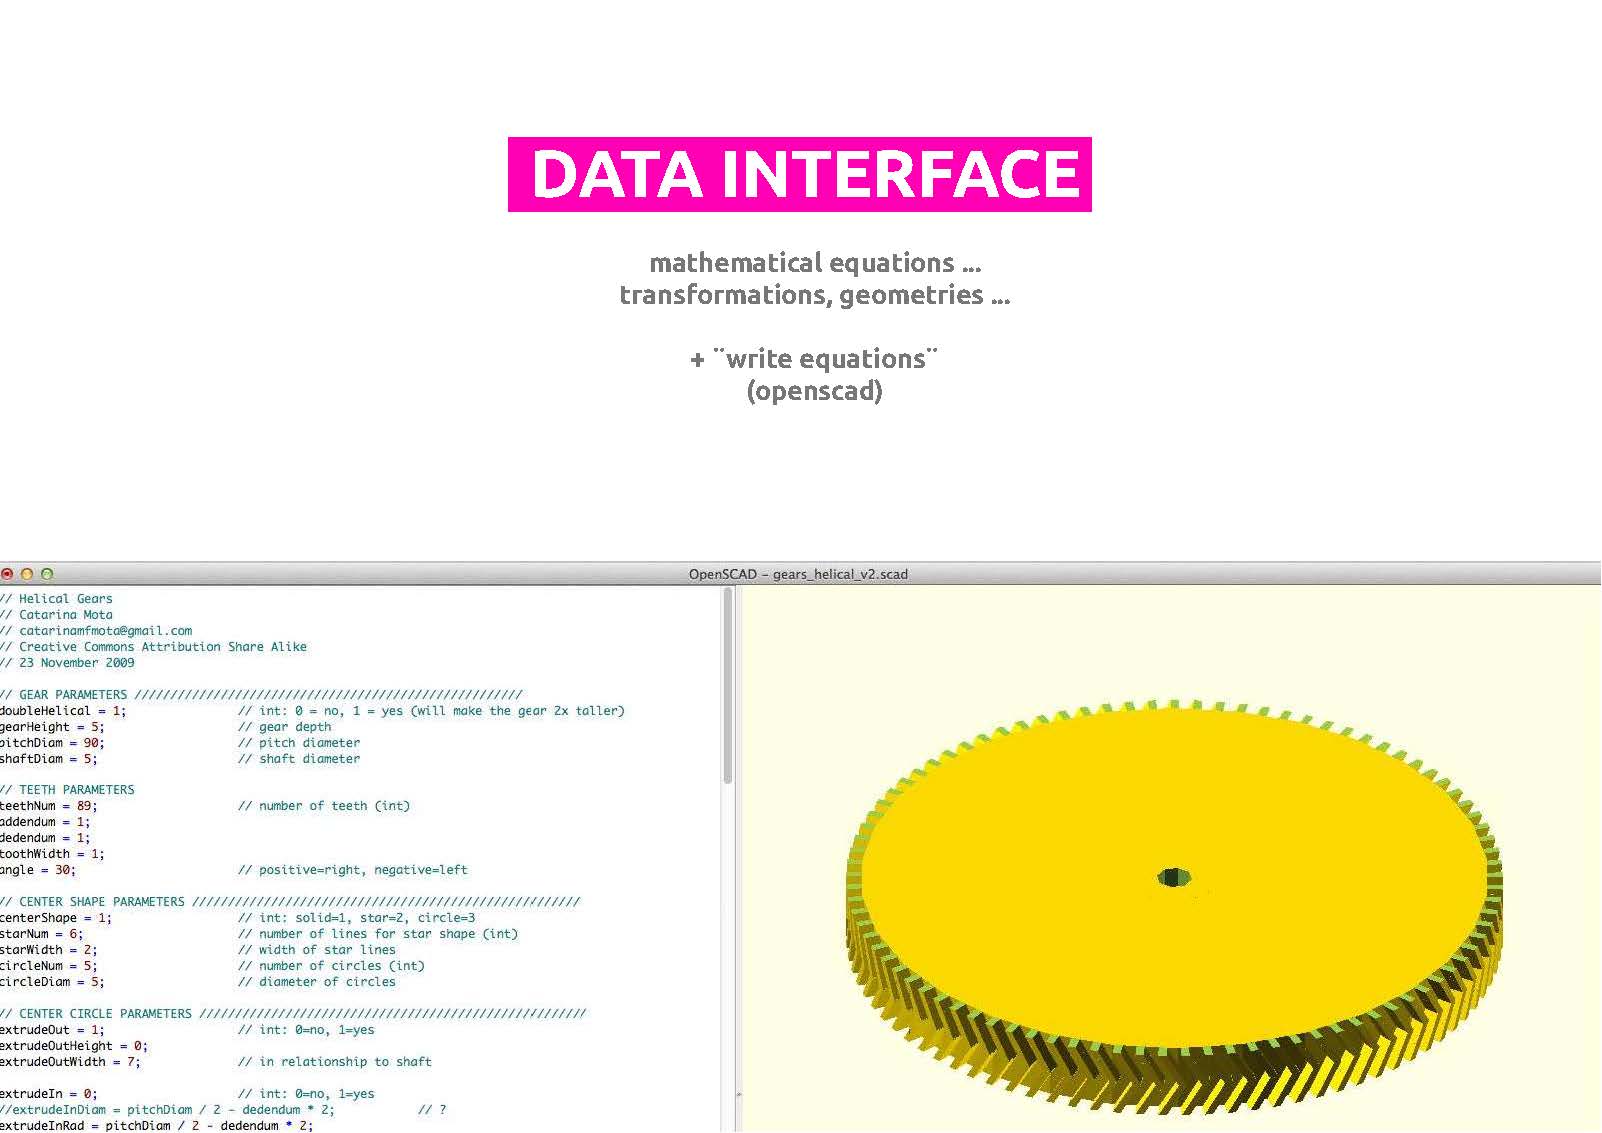 DATA INTERFACE
mathematical equations ...
transformations, geometries ...
+ ¨write equations¨
(openscad)
OpenSCAD - gears_helical_v2.scad
// Helical Gears
// Catarina Mota
// catarinamfmota@gmail.com
// Creative Commons Attribution Share Alike
// 23 November 2009
// GEAR PARAMETERS //////////////////////////////////////////////////////
doubleHelical = 1; // int: 0 = no, 1 = yes (will make the gear 2x taller)
gearHeight = 5; // gear depth
pitchDiam = 90; // pitch diameter
shaftDiam = 5; // shaft diameter
// TEETH PARAMETERS
teethNum = 89; // number of teeth (int)
addendum = 1;
dedendum = 1;
toothWidth = 1;
angle = 30; // positive=right, negative=left
// CENTER SHAPE PARAMETERS //////////////////////////////////////////////////////
centerShape = 1; // int: solid=1, star=2, circle=3
starNum = 6; // number of lines for star shape (int)
starWidth = 2; // width of star lines
circleNum = 5; // number of circles (int)
circleDiam = 5; // diameter of circles
// CENTER CIRCLE PARAMETERS //////////////////////////////////////////////////////
extrudeOut = 1; // int: 0=no, 1=yes
extrudeOutHeight = 0;
extrudeOutWidth = 7; // in relationship to shaft
extrudeIn = 0; // int: 0=no, 1=yes
//extrudeInDiam = pitchDiam / 2 - dedendum * 2; // ?
extrudeInRad = pitchDiam / 2 - dedendum * 2;